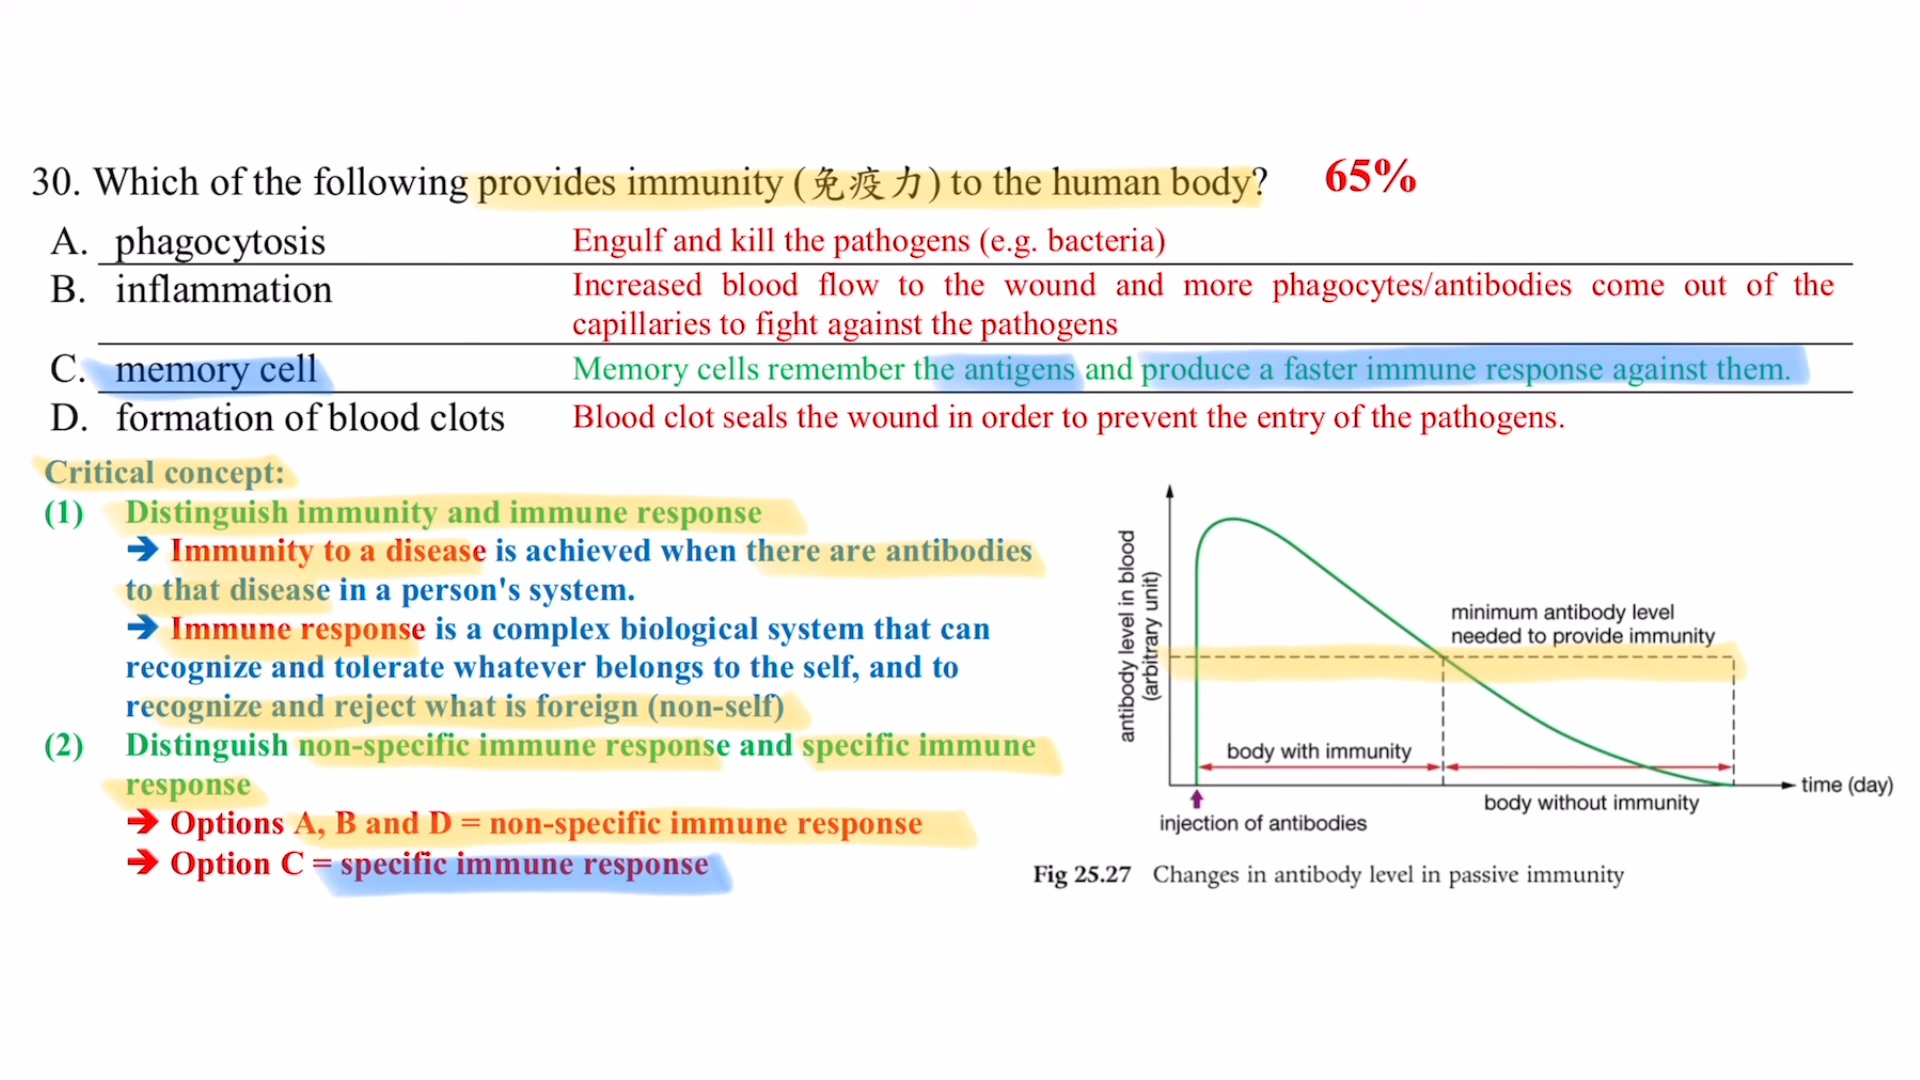 30. Which of the following provides immunity (免疫力) to the human body? 65%
A. phagocytosis Engulf and kill the pathogens (e.g. bacteria)
B. inflammation Increased blood flow to the wound and more phagocytes/antibodies come out of the
capillaries to fight against the pathogens
C. memory cell Memory cells remember the antigens and produce a faster immune response against them.
D. formation of blood clots Blood clot seals the wound in order to prevent the entry of the pathogens.
Critical concept:
(1) Distinguish immunity and immune response
➔ Immunity to a disease is achieved when there are antibodies
to that disease in a person's system.
➔ Immune response is a complex biological system that can
recognize and tolerate whatever belongs to the self, and to
recognize and reject what is foreign (non-self)
(2) Distinguish non-specific immune response and specific immune
response
➔ Options A, B and D = non-specific immune response
➔ Option C = specific immune response
antibody level in blood
(arbitrary unit)
minimum antibody level
needed to provide immunity
body with immunity
time (day)
body without immunity
injection of antibodies
Fig 25.27 Changes in antibody level in passive immunity